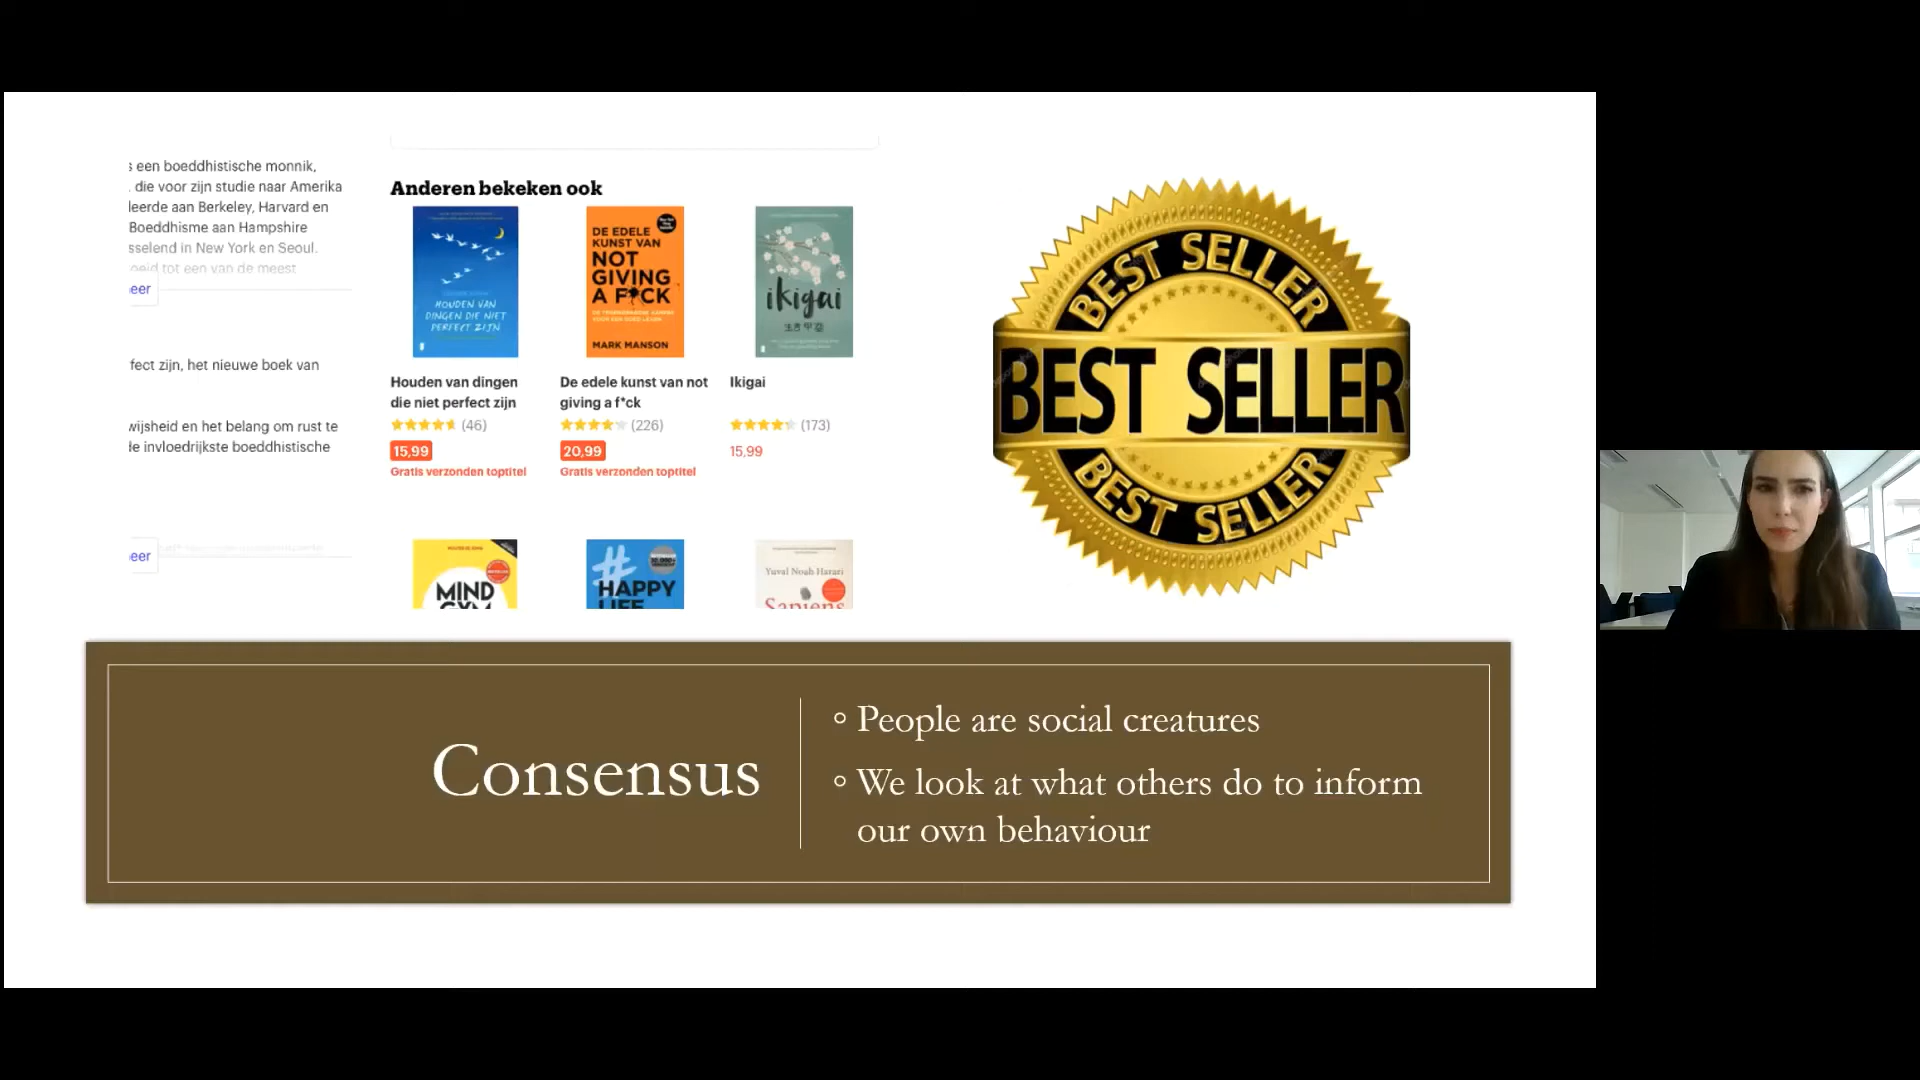 s een boeddhistische monnik,
. die voor zijn studie naar Amerika
leerde aan Berkeley, Harvard en
Boeddhisme aan Hampshire
sselend in New York en Seoul.
oeid tot een van de meest
eer
fect zijn, het nieuwe boek van
wijsheid en het belang om rust te
de invloedrijkste boeddhistische
eer
Anderen bekeken ook
HOUDEN VAN
DINGEN DIE NIET
PERFECT ZIJN
DE EDELE
KUNST VAN
NOT
GIVING
A F*CK
MARK MANSON
ikigai
Houden van dingen
die niet perfect zijn
(46)
15,99
Gratis verzonden toptitel
De edele kunst van not
giving a f*ck
(226)
20,99
Gratis verzonden toptitel
Ikigai
(173)
15,99
MIND
GYM
#
HAPPY
LIFE
Yuval Noah Harari
Sapiens
BEST SELLER
BEST SELLER
BEST SELLER
Consensus
People are social creatures
We look at what others do to inform
our own behaviour